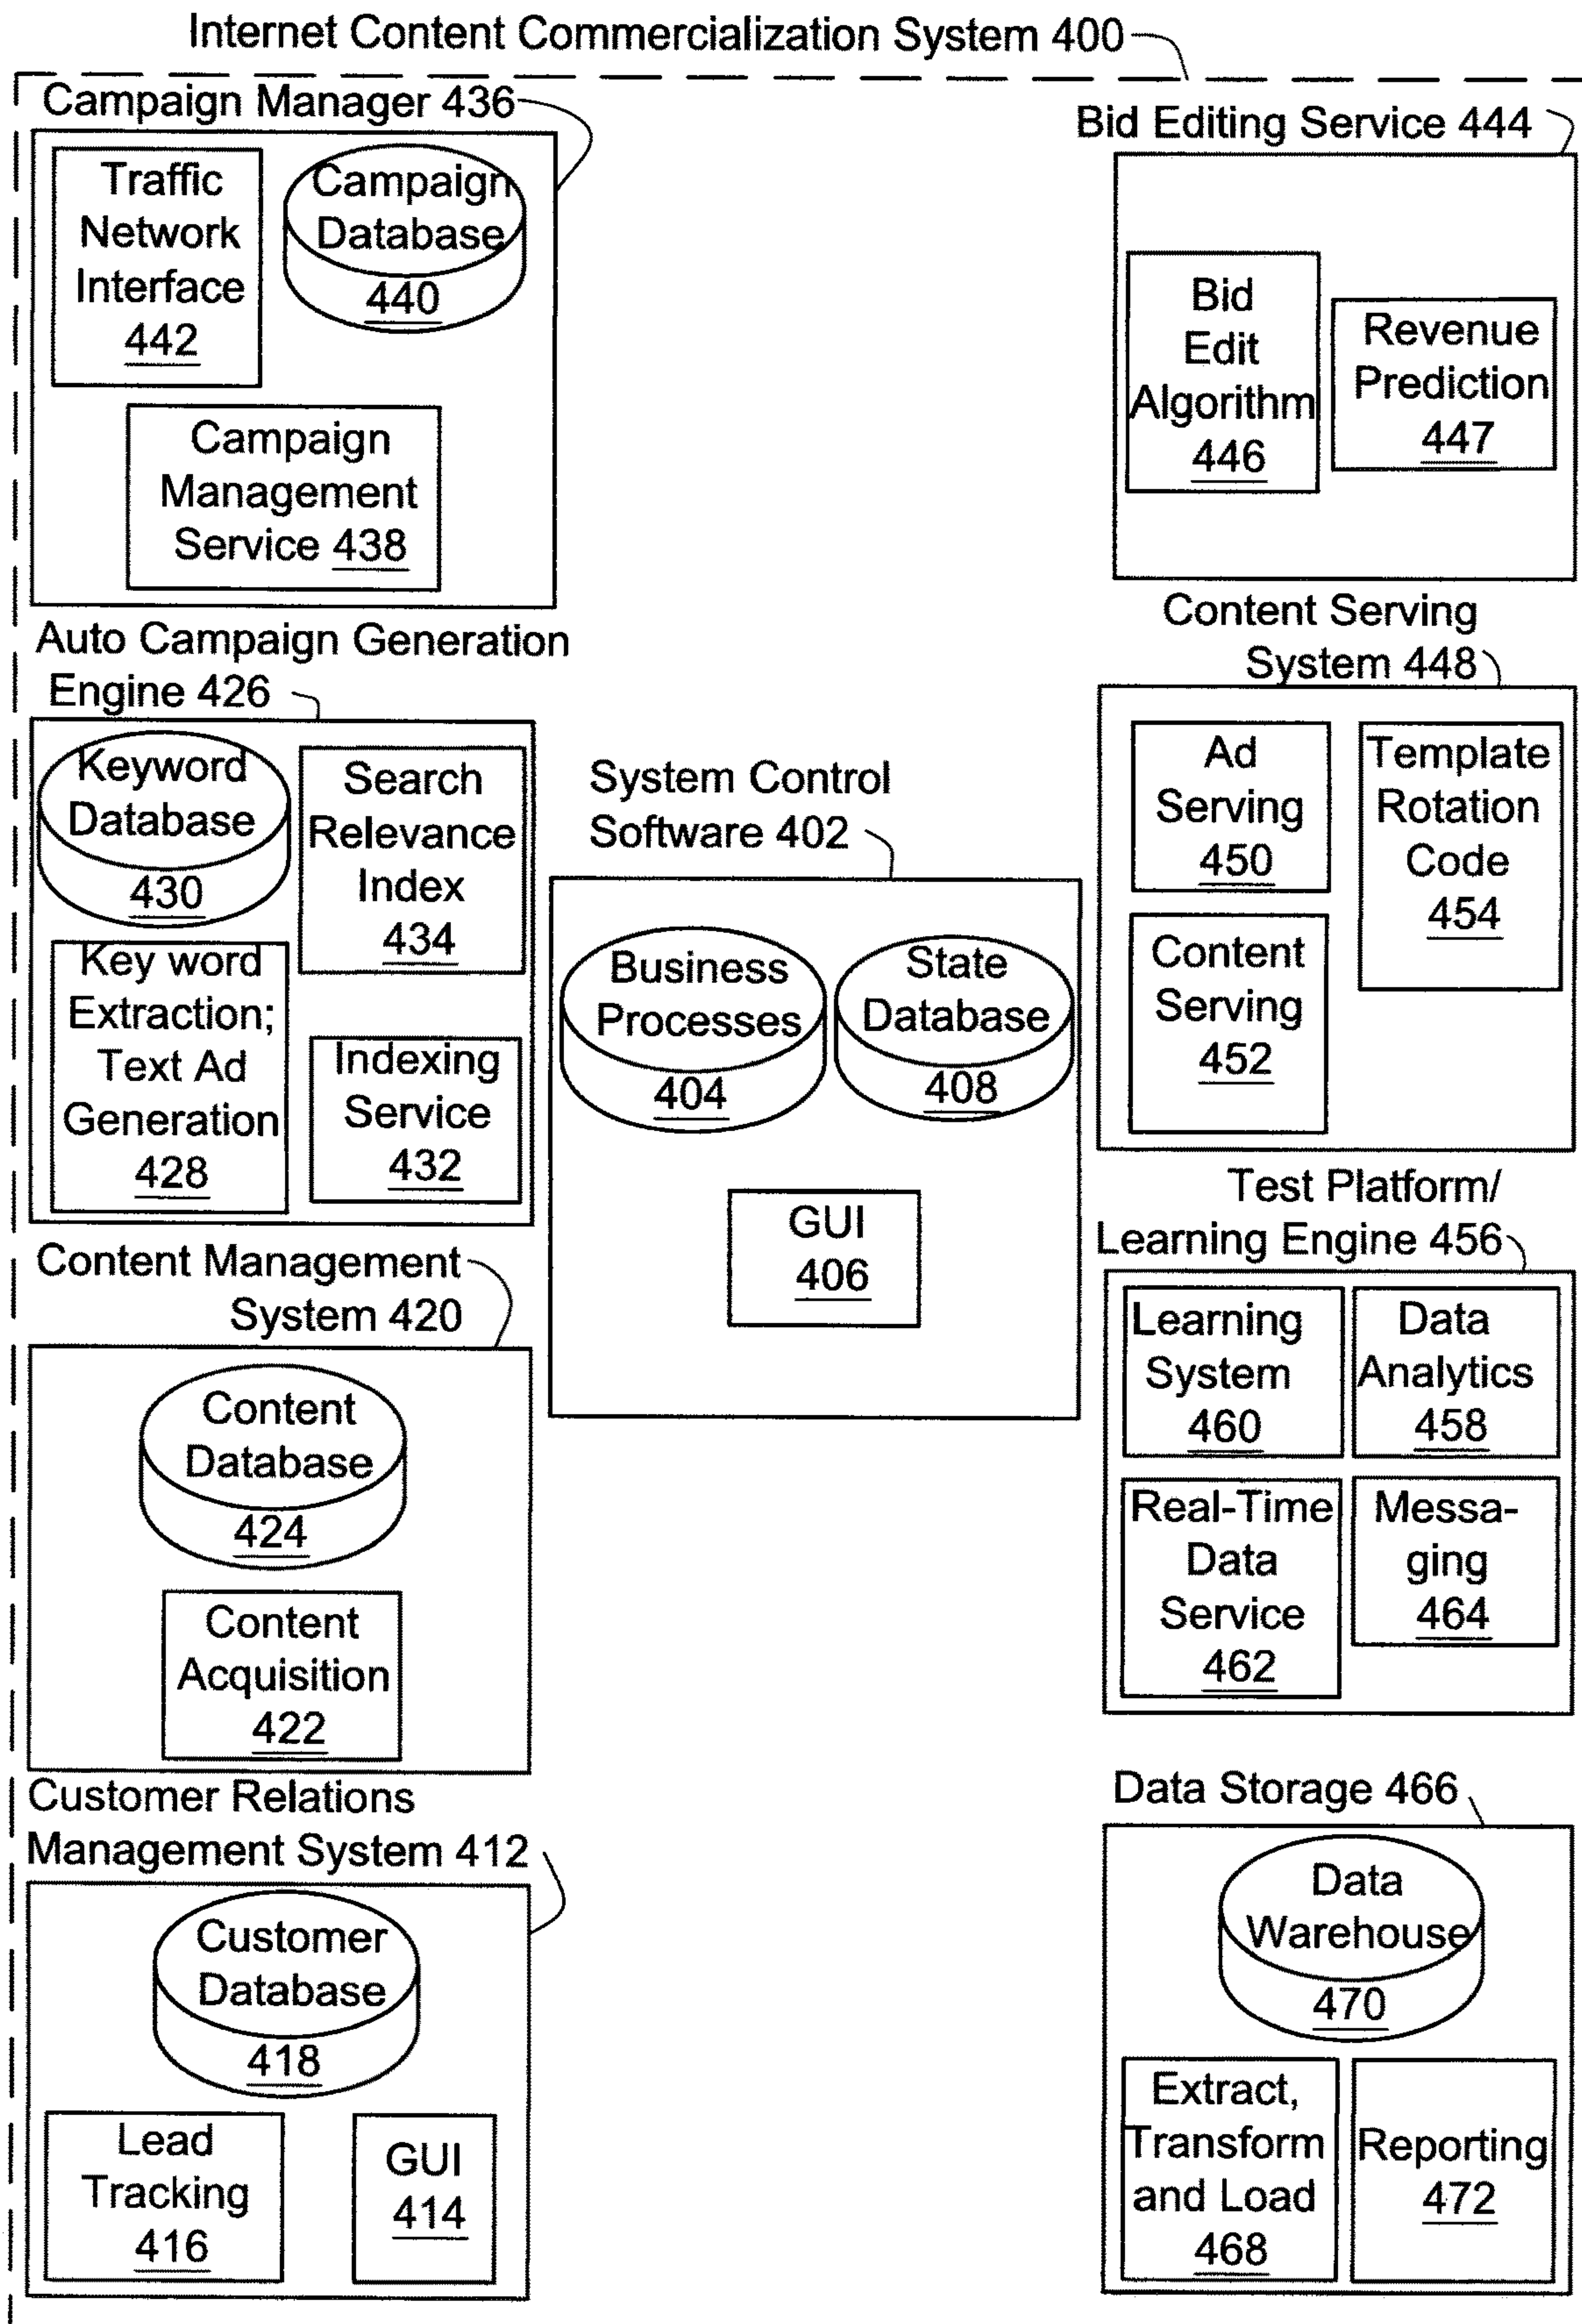 Internet Content Commercialization System 400
Campaign Manager 436
Traffic
Network
Interface
442
Campaign
Database
440
Campaign
Management
Service 438
Auto Campaign Generation
Engine 426
Keyword
Database
430
Search
Relevance
Index
434
Key word
Extraction;
Text Ad
Generation
428
Indexing
Service
432
Content Management
System 420
Content
Database
424
Content
Acquisition
422
Customer Relations
Management System 412
Customer
Database
418
Lead
Tracking
416
GUI
414
System Control
Software 402
Business
Processes
404
State
Database
408
GUI
406
Bid Editing Service 444
Bid
Edit
Algorithm
446
Revenue
Prediction
447
Content Serving
System 448
Ad
Serving
450
Template
Rotation
Code
454
Content
Serving
452
Test Platform/
Learning Engine 456
Learning
System
460
Data
Analytics
458
Real-Time
Data
Service
462
Messa-
ging
464
Data Storage 466
Data
Warehouse
470
Extract,
Transform
and Load
468
Reporting
472